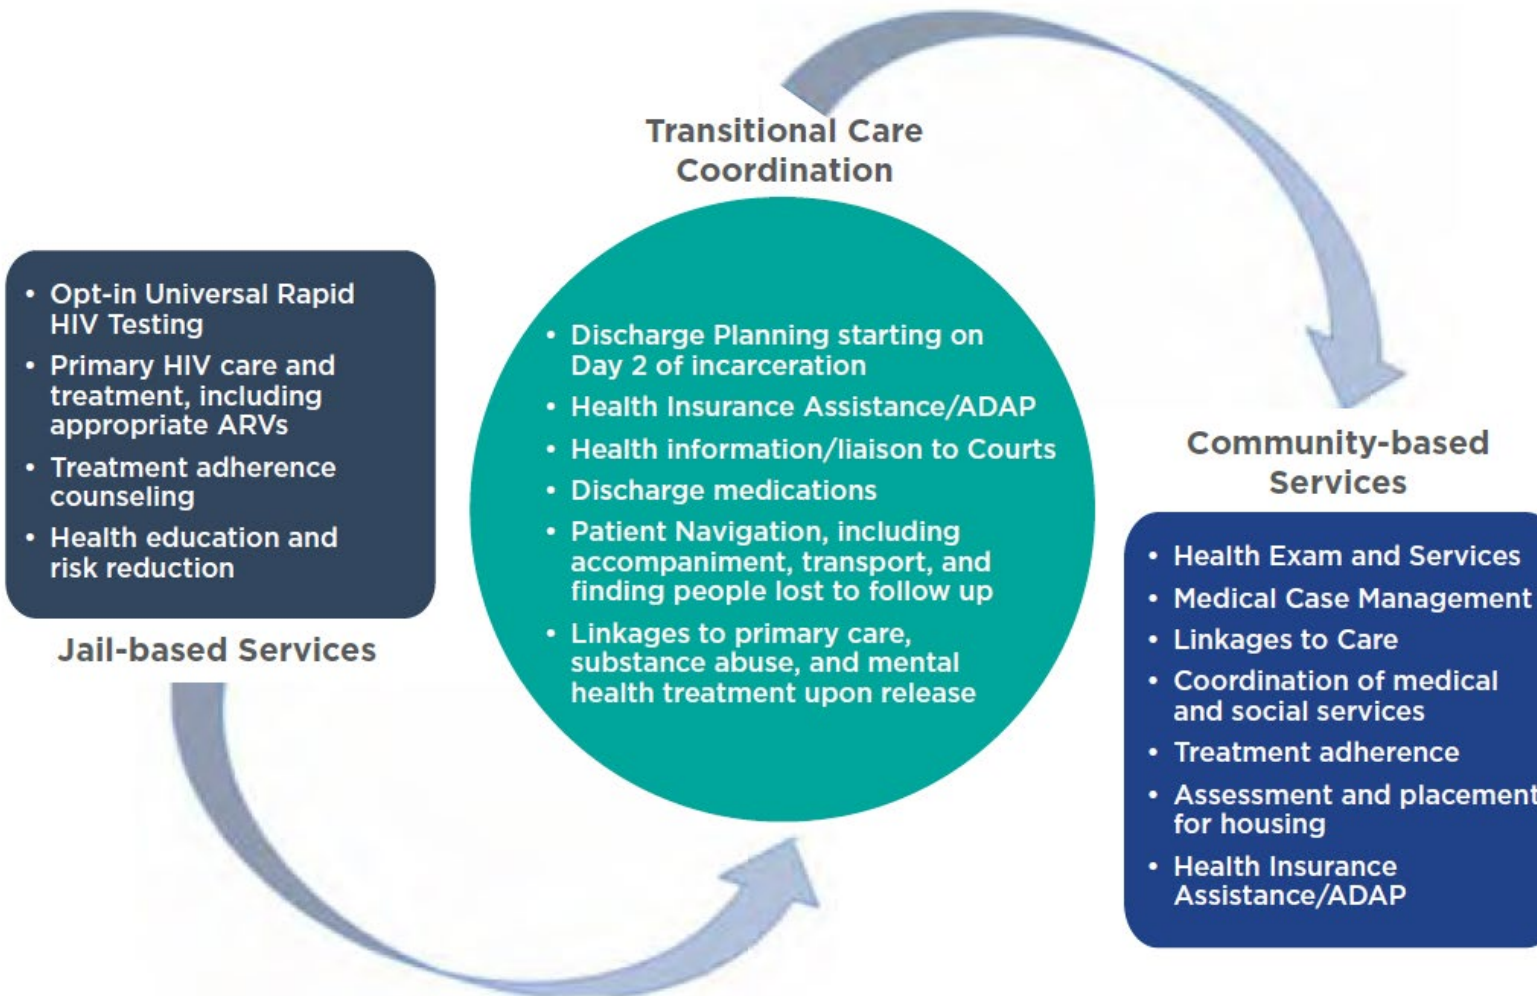 Transitional Care
Coordination
• Opt-in Universal Rapid
HIV Testing
• Primary HIV care and
treatment, including
appropriate ARVs
• Treatment adherence
counseling
• Health education and
risk reduction
Jail-based Services
• Discharge Planning starting on
Day 2 of incarceration
• Health Insurance Assistance/ADAP
• Health information/liaison to Courts
• Discharge medications
• Patient Navigation, including
accompaniment, transport, and
finding people lost to follow up
• Linkages to primary care,
substance abuse, and mental
health treatment upon release
Community-based
Services
• Health Exam and Services
• Medical Case Management
• Linkages to Care
• Coordination of medical
and social services
• Treatment adherence
• Assessment and placement
for housing
• Health Insurance
Assistance/ADAP